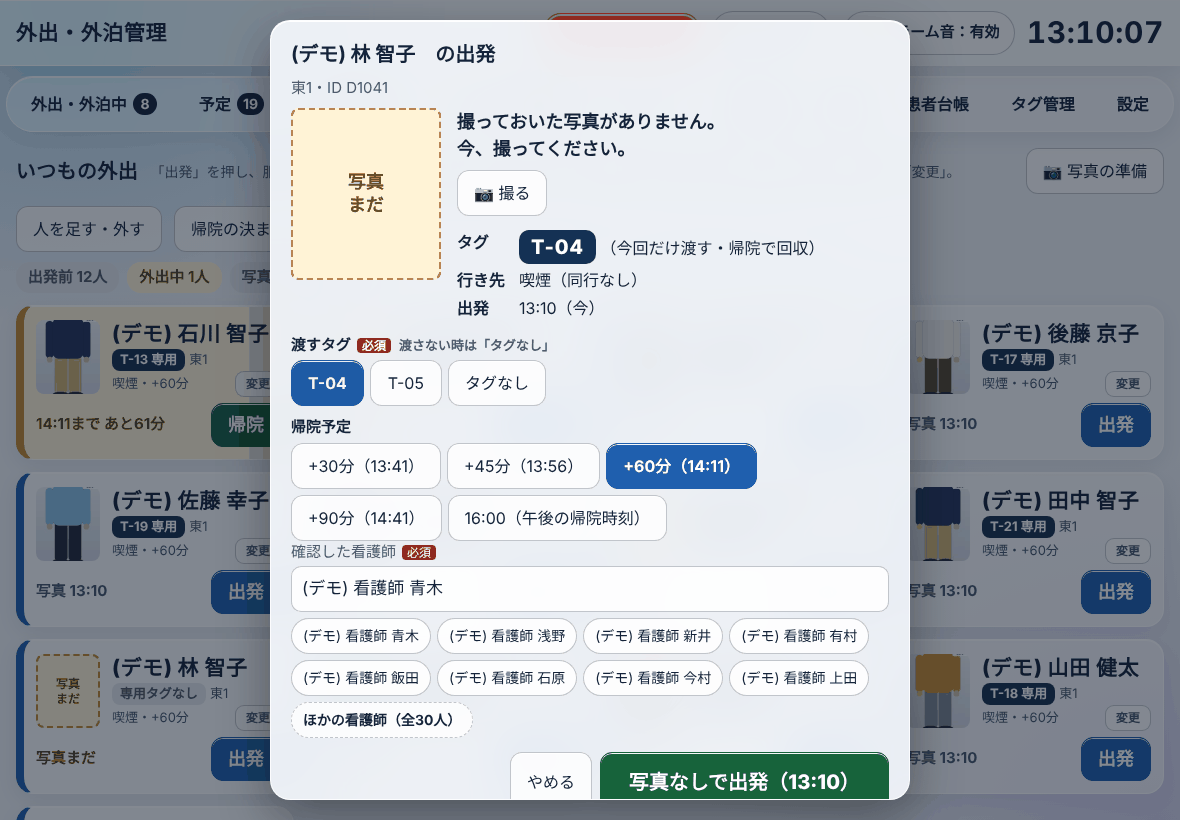 外出・外泊管理
ーム音：有効
13:10:07
外出・外泊中 8
予定 19
患者台帳
タグ管理
設定
いつもの外出
「出発」を押し、
変更」。
📷 写真の準備
人を足す・外す
帰院の決ま
出発前 12人
外出中 1人
写真
(デモ) 石川 智子
T-13 専用 東1
喫煙・+60分
変更
14:11まで あと61分
帰院
(デモ) 佐藤 幸子
T-19 専用 東1
喫煙・+60分
変更
写真 13:10
出発
写真
まだ
(デモ) 林 智子
専用タグなし 東1
喫煙・+60分
変更
写真まだ
出発
(デモ) 林 智子　の出発
東1・ID D1041
写真
まだ
撮っておいた写真がありません。
今、撮ってください。
📷 撮る
タグ T-04 （今回だけ渡す・帰院で回収）
行き先 喫煙（同行なし）
出発 13:10（今）
渡すタグ 必須 渡さない時は「タグなし」
T-04 T-05 タグなし
帰院予定
+30分（13:41） +45分（13:56） +60分（14:11）
+90分（14:41） 16:00（午後の帰院時刻）
確認した看護師 必須
(デモ) 看護師 青木
(デモ) 看護師 青木 (デモ) 看護師 浅野 (デモ) 看護師 新井 (デモ) 看護師 有村
(デモ) 看護師 飯田 (デモ) 看護師 石原 (デモ) 看護師 今村 (デモ) 看護師 上田
ほかの看護師（全30人）
やめる 写真なしで出発（13:10）
(デモ) 後藤 京子
T-17 専用 東1
喫煙・+60分
変更
写真 13:10
出発
(デモ) 田中 智子
T-21 専用 東1
喫煙・+60分
変更
写真 13:10
出発
(デモ) 山田 健太
T-18 専用 東1
喫煙・+60分
変更
写真 13:10
出発